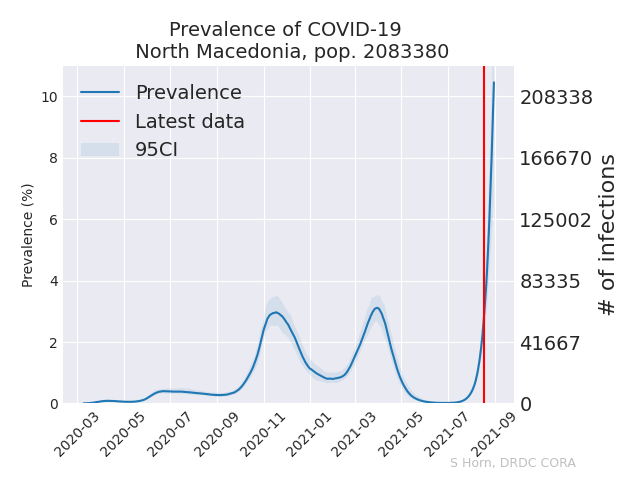 Prevalence of COVID-19
North Macedonia, pop. 2083380
Prevalence
Latest data
95CI
Prevalence (%)
10
8
6
4
2
0
208338
166670
125002
83335
41667
0
# of infections
2020-03
2020-05
2020-07
2020-09
2020-11
2021-01
2021-03
2021-05
2021-07
2021-09
S Horn, DRDC CORA